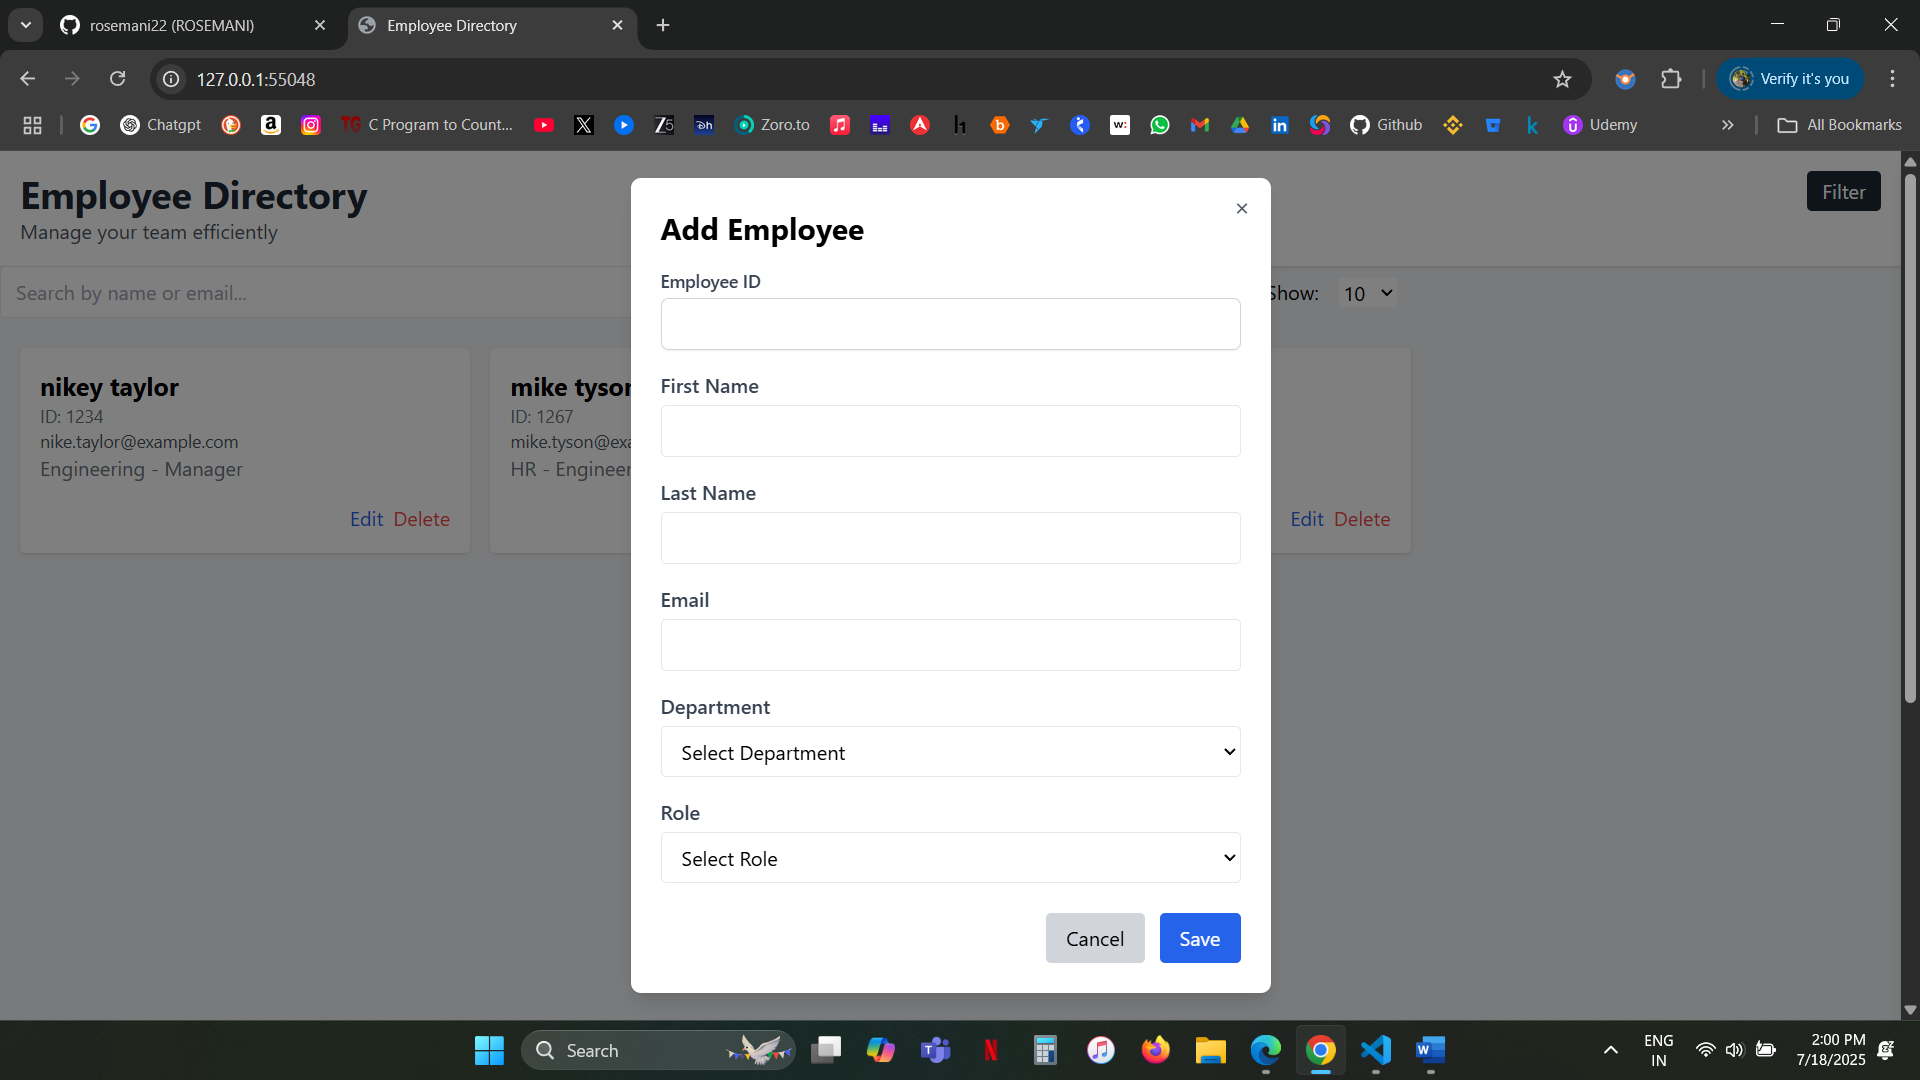 rosemani22 (ROSEMANI)
Employee Directory
127.0.0.1:55048
Verify it's you
Chatgpt
TG C Program to Count...
Zoro.to
Github
Udemy
All Bookmarks
Employee Directory
Manage your team efficiently
Filter
Search by name or email...
Show: 10
nikey taylor
ID: 1234
nike.taylor@example.com
Engineering - Manager
Edit Delete
mike tyson
ID: 1267
mike.tyson@exa
HR - Engineer
Edit Delete
Add Employee
Employee ID
First Name
Last Name
Email
Department
Select Department
Role
Select Role
Cancel Save
Search
ENG
IN
2:00 PM
7/18/2025